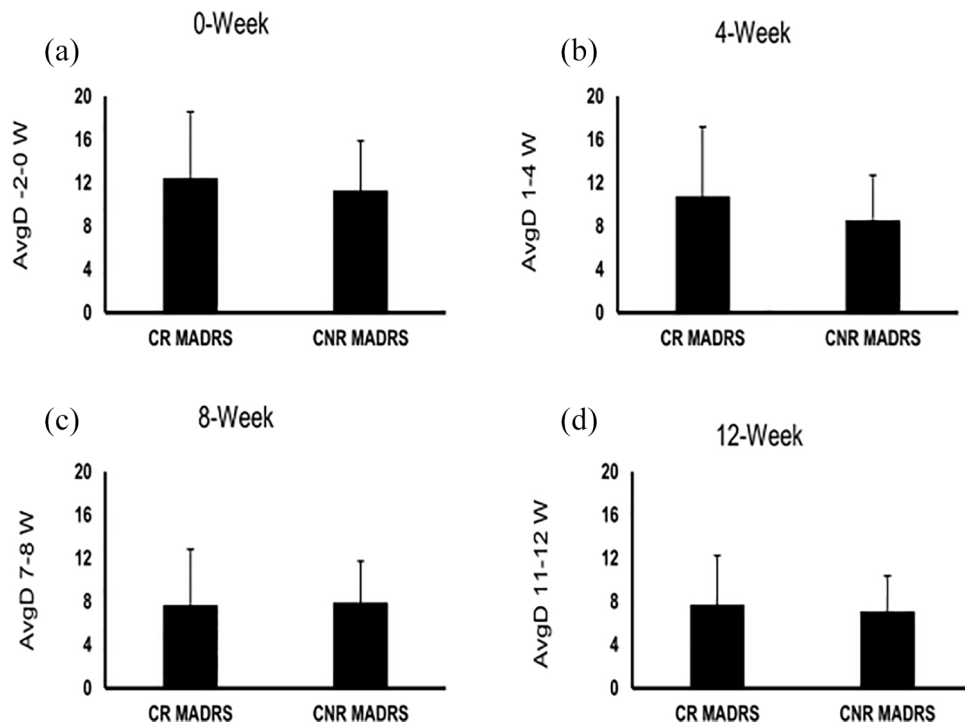 0-Week
(a)
AvgD -2-0 W
20
16
12
8
4
0
CR MADRS
CNR MADRS
4-Week
(b)
AvgD 1-4 W
20
16
12
8
4
0
CR MADRS
CNR MADRS
8-Week
(c)
AvgD 7-8 W
20
16
12
8
4
0
CR MADRS
CNR MADRS
12-Week
(d)
AvgD 11-12 W
20
16
12
8
4
0
CR MADRS
CNR MADRS